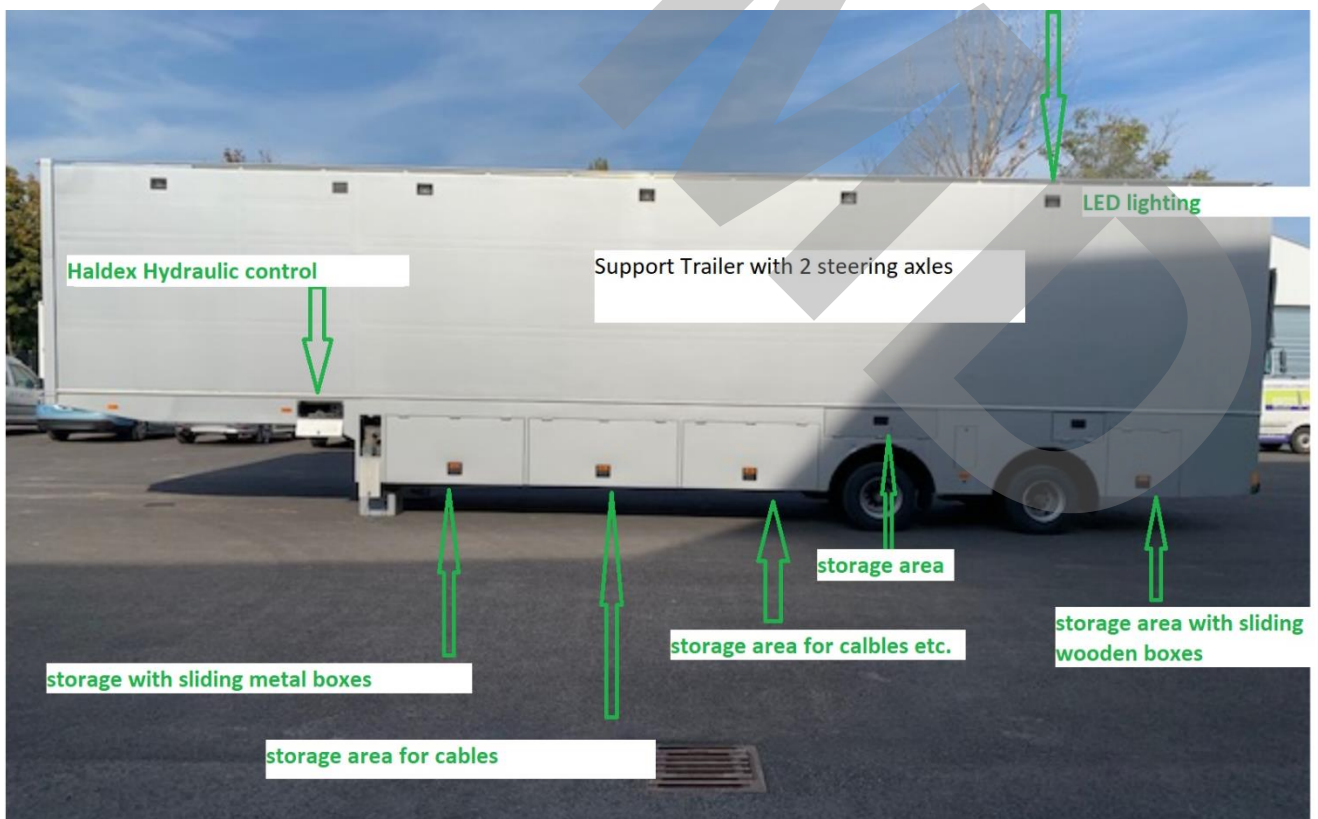 LED lighting
Haldex Hydraulic control
Support Trailer with 2 steering axles
storage area
storage area with sliding
wooden boxes
storage area for calbles etc.
storage with sliding metal boxes
storage area for cables